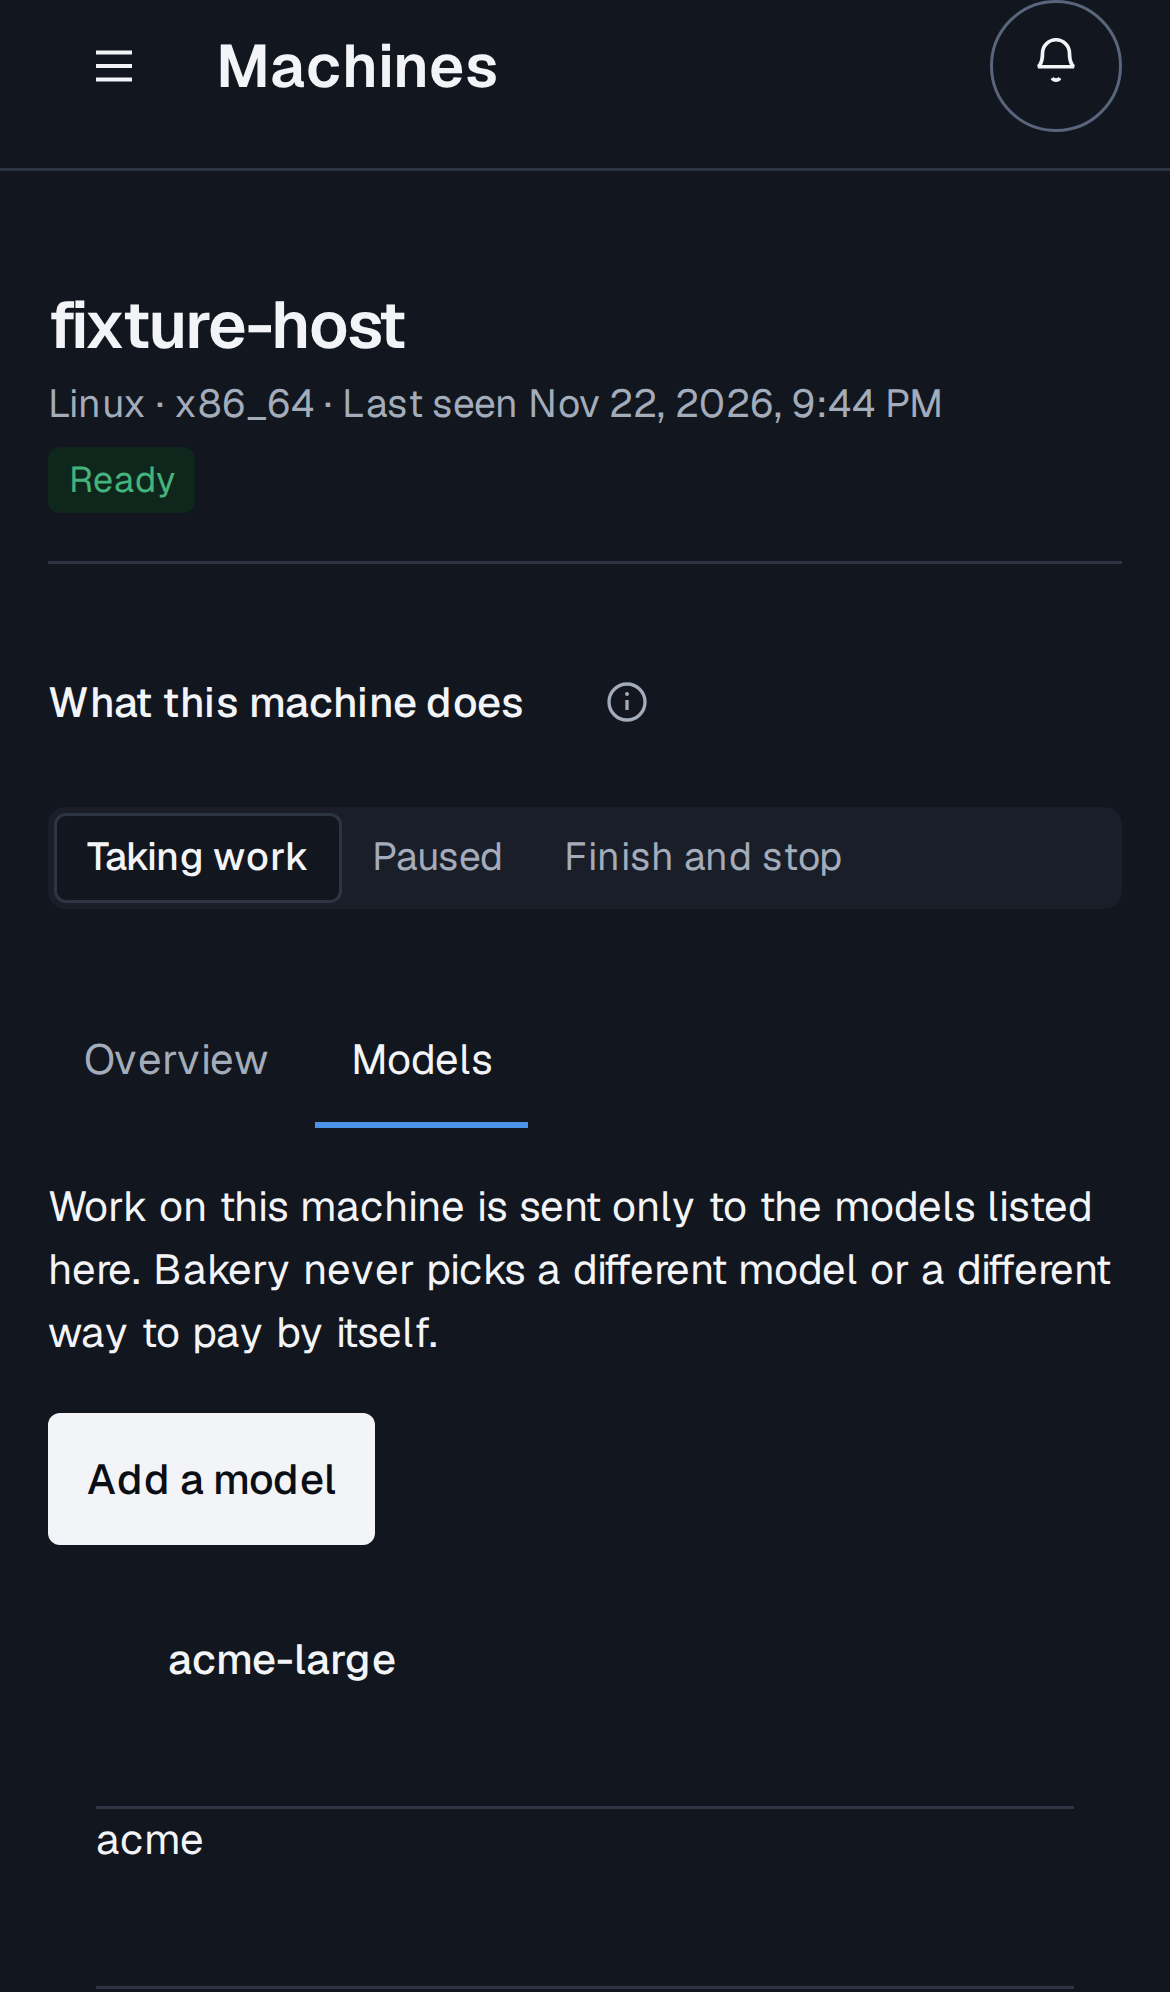 Machines
fixture-host
Linux · x86_64 · Last seen Nov 22, 2026, 9:44 PM
Ready
What this machine does
Taking work Paused Finish and stop
Overview Models
Work on this machine is sent only to the models listed
here. Bakery never picks a different model or a different
way to pay by itself.
Add a model
acme-large
acme